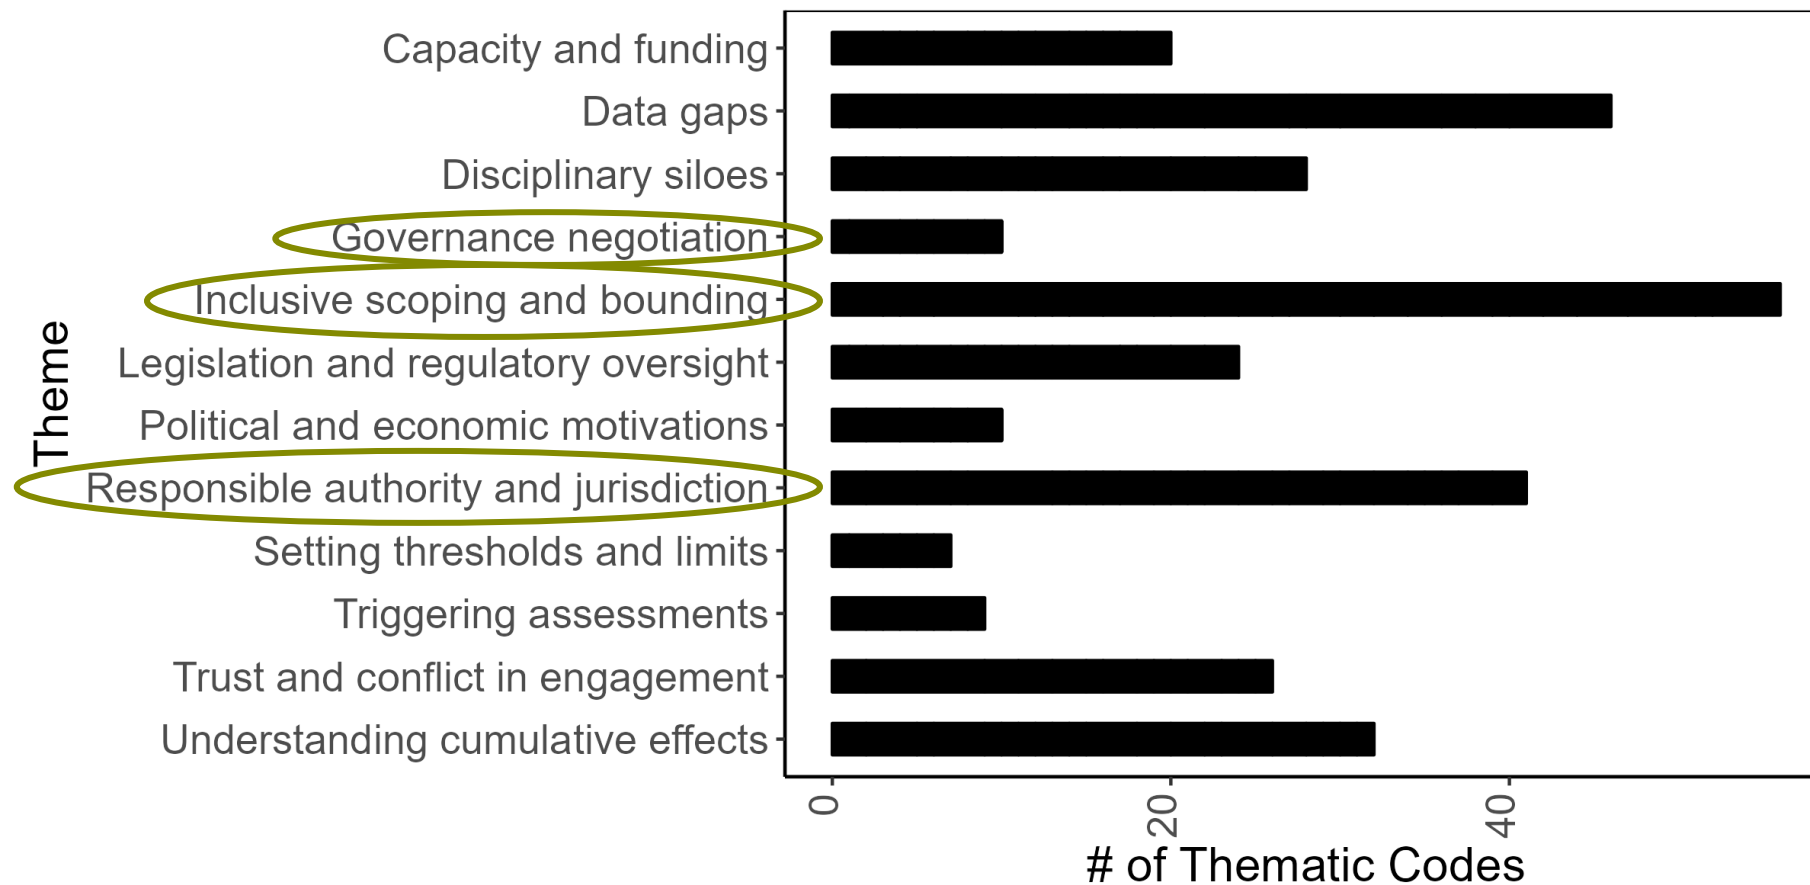 Capacity and funding
Data gaps
Disciplinary siloes
Governance negotiation
Inclusive scoping and bounding
Legislation and regulatory oversight
Political and economic motivations
Responsible authority and jurisdiction
Setting thresholds and limits
Triggering assessments
Trust and conflict in engagement
Understanding cumulative effects
Theme
0
20
40
# of Thematic Codes